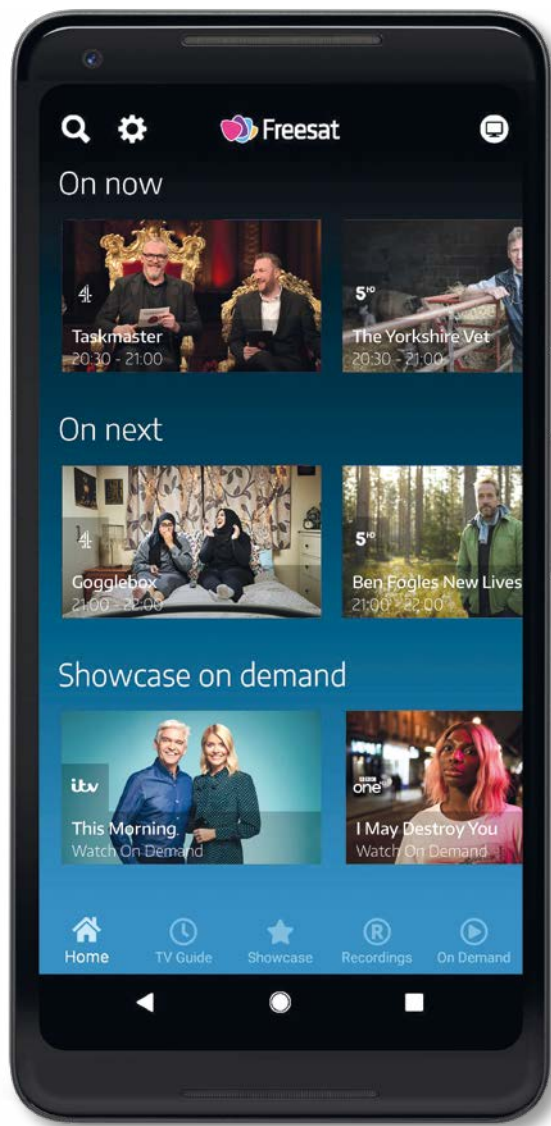 Freesat
On now
4
Taskmaster
20:30 - 21:00
5HD
The Yorkshire Vet
20:30 - 21:00
On next
4
Gogglebox
21:00 - 22:00
5HD
Ben Fogles New Lives
21:00 - 22:00
Showcase on demand
itv
This Morning
Watch On Demand
BBC
one HD
I May Destroy You
Watch On Demand
Home
TV Guide
Showcase
R
Recordings
On Demand